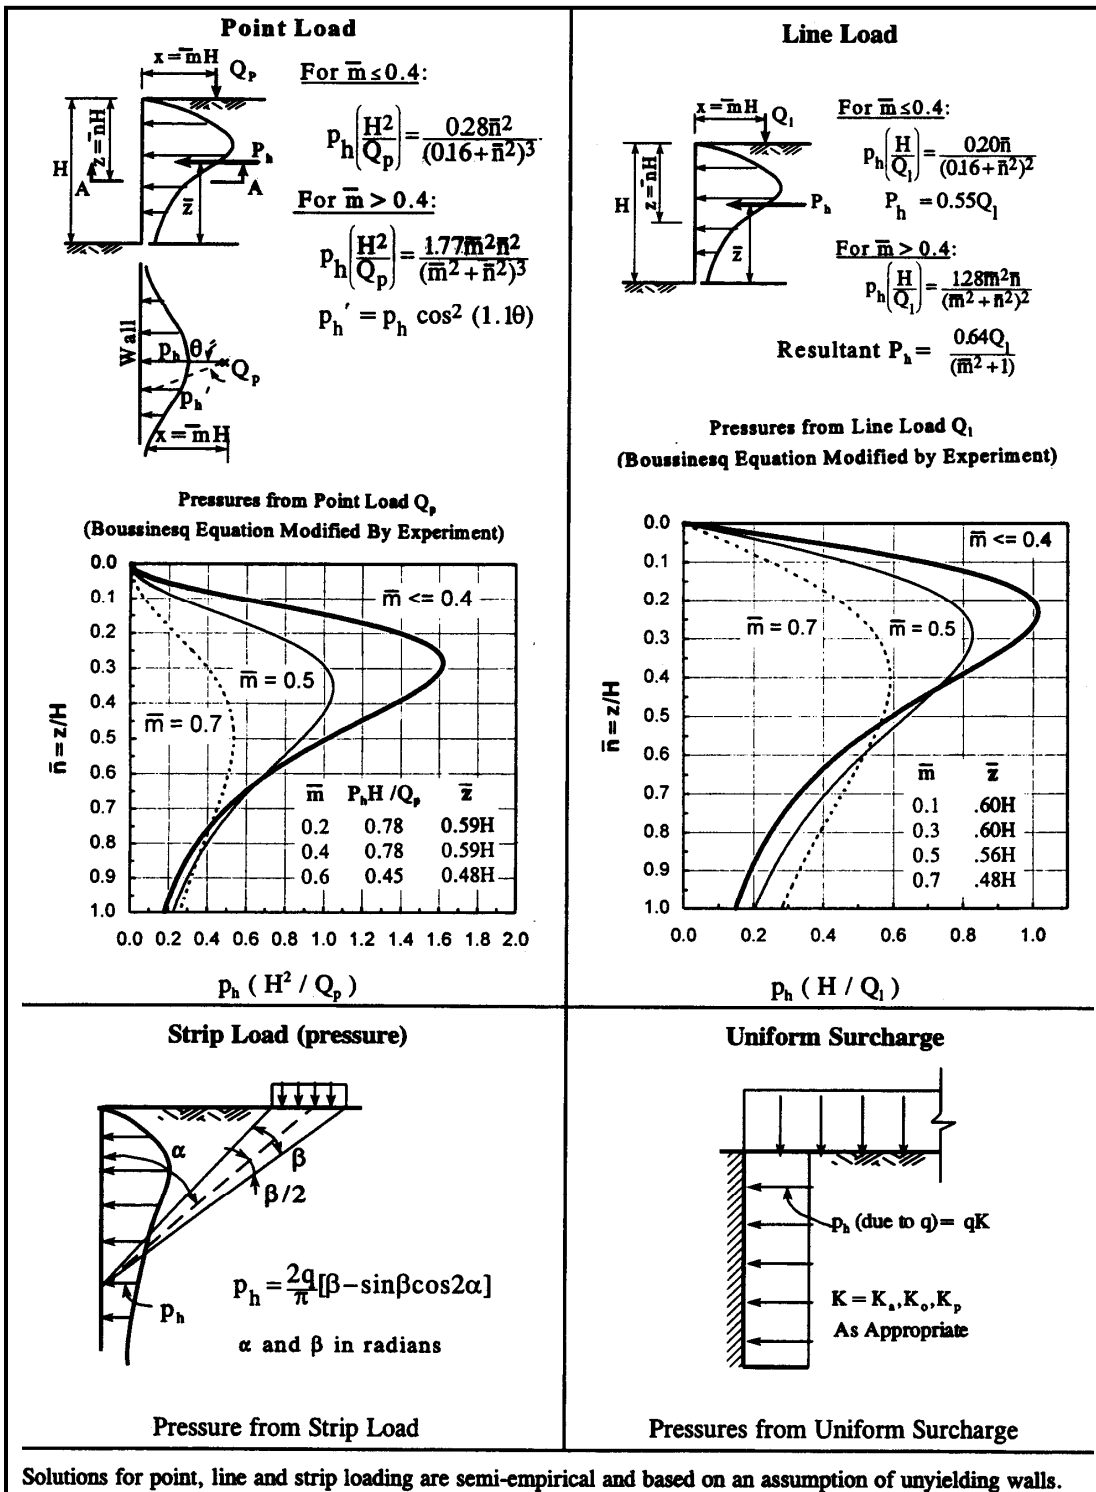 Point Load
x = m̄H
Q_p
H
z = n̄H
P_h
A
A
z̄
For m̄ ≤ 0.4:
p_h(H²/Q_p) = 0.28n̄²/(0.16+n̄²)³
For m̄ > 0.4:
p_h(H²/Q_p) = 1.77m̄²n̄²/(m̄²+n̄²)³
p_h′ = p_h cos² (1.1θ)
Wall
p_h
θ
Q_p
p_h′
x = m̄H
Pressures from Point Load Q_p
(Boussinesq Equation Modified By Experiment)
n̄ = z/H
0.0
0.1
0.2
0.3
0.4
0.5
0.6
0.7
0.8
0.9
1.0
m̄ <= 0.4
m̄ = 0.5
m̄ = 0.7
m̄ P_hH /Q_p z̄
0.2 0.78 0.59H
0.4 0.78 0.59H
0.6 0.45 0.48H
0.0 0.2 0.4 0.6 0.8 1.0 1.2 1.4 1.6 1.8 2.0
p_h ( H² / Q_p )
Line Load
x = m̄H
Q_l
H
z = n̄H
P_h
z̄
For m̄ ≤ 0.4:
p_h(H/Q_l) = 0.20n̄/(0.16+n̄²)²
P_h = 0.55Q_l
For m̄ > 0.4:
p_h(H/Q_l) = 1.28m̄²n̄/(m̄²+n̄²)²
Resultant P_h = 0.64Q_l/(m̄²+1)
Pressures from Line Load Q_l
(Boussinesq Equation Modified by Experiment)
n̄ = z/H
0.0
0.1
0.2
0.3
0.4
0.5
0.6
0.7
0.8
0.9
1.0
m̄ <= 0.4
m̄ = 0.7
m̄ = 0.5
m̄ z̄
0.1 .60H
0.3 .60H
0.5 .56H
0.7 .48H
0.0 0.2 0.4 0.6 0.8 1.0
p_h ( H / Q_l )
Strip Load (pressure)
α
β
β/2
p_h = 2q/π [β−sinβcos2α]
p_h
α and β in radians
Pressure from Strip Load
Uniform Surcharge
p_h (due to q) = qK
K = K_a, K_o, K_p
As Appropriate
Pressures from Uniform Surcharge
Solutions for point, line and strip loading are semi-empirical and based on an assumption of unyielding walls.